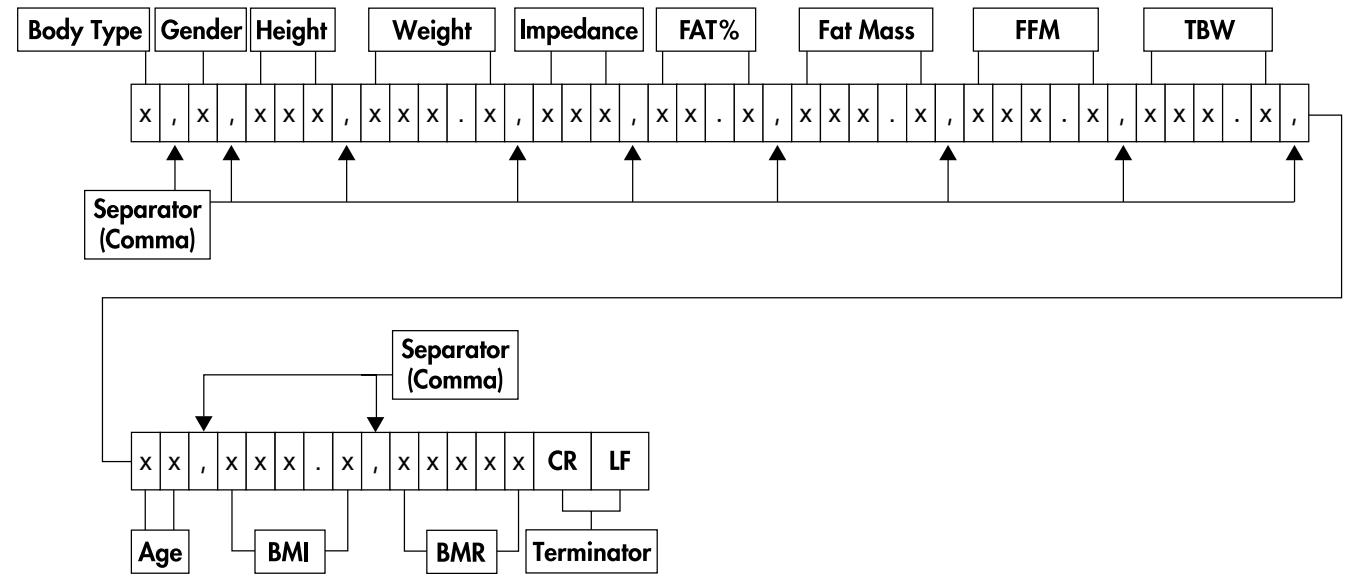 Body Type Gender Height Weight Impedance FAT% Fat Mass FFM TBW
x , x , x x x , x x x . x , x x x , x x . x , x x x . x , x x x . x , x x x . x ,
Separator
(Comma)
Separator
(Comma)
x x , x x x . x , x x x x x CR LF
Age BMI BMR Terminator